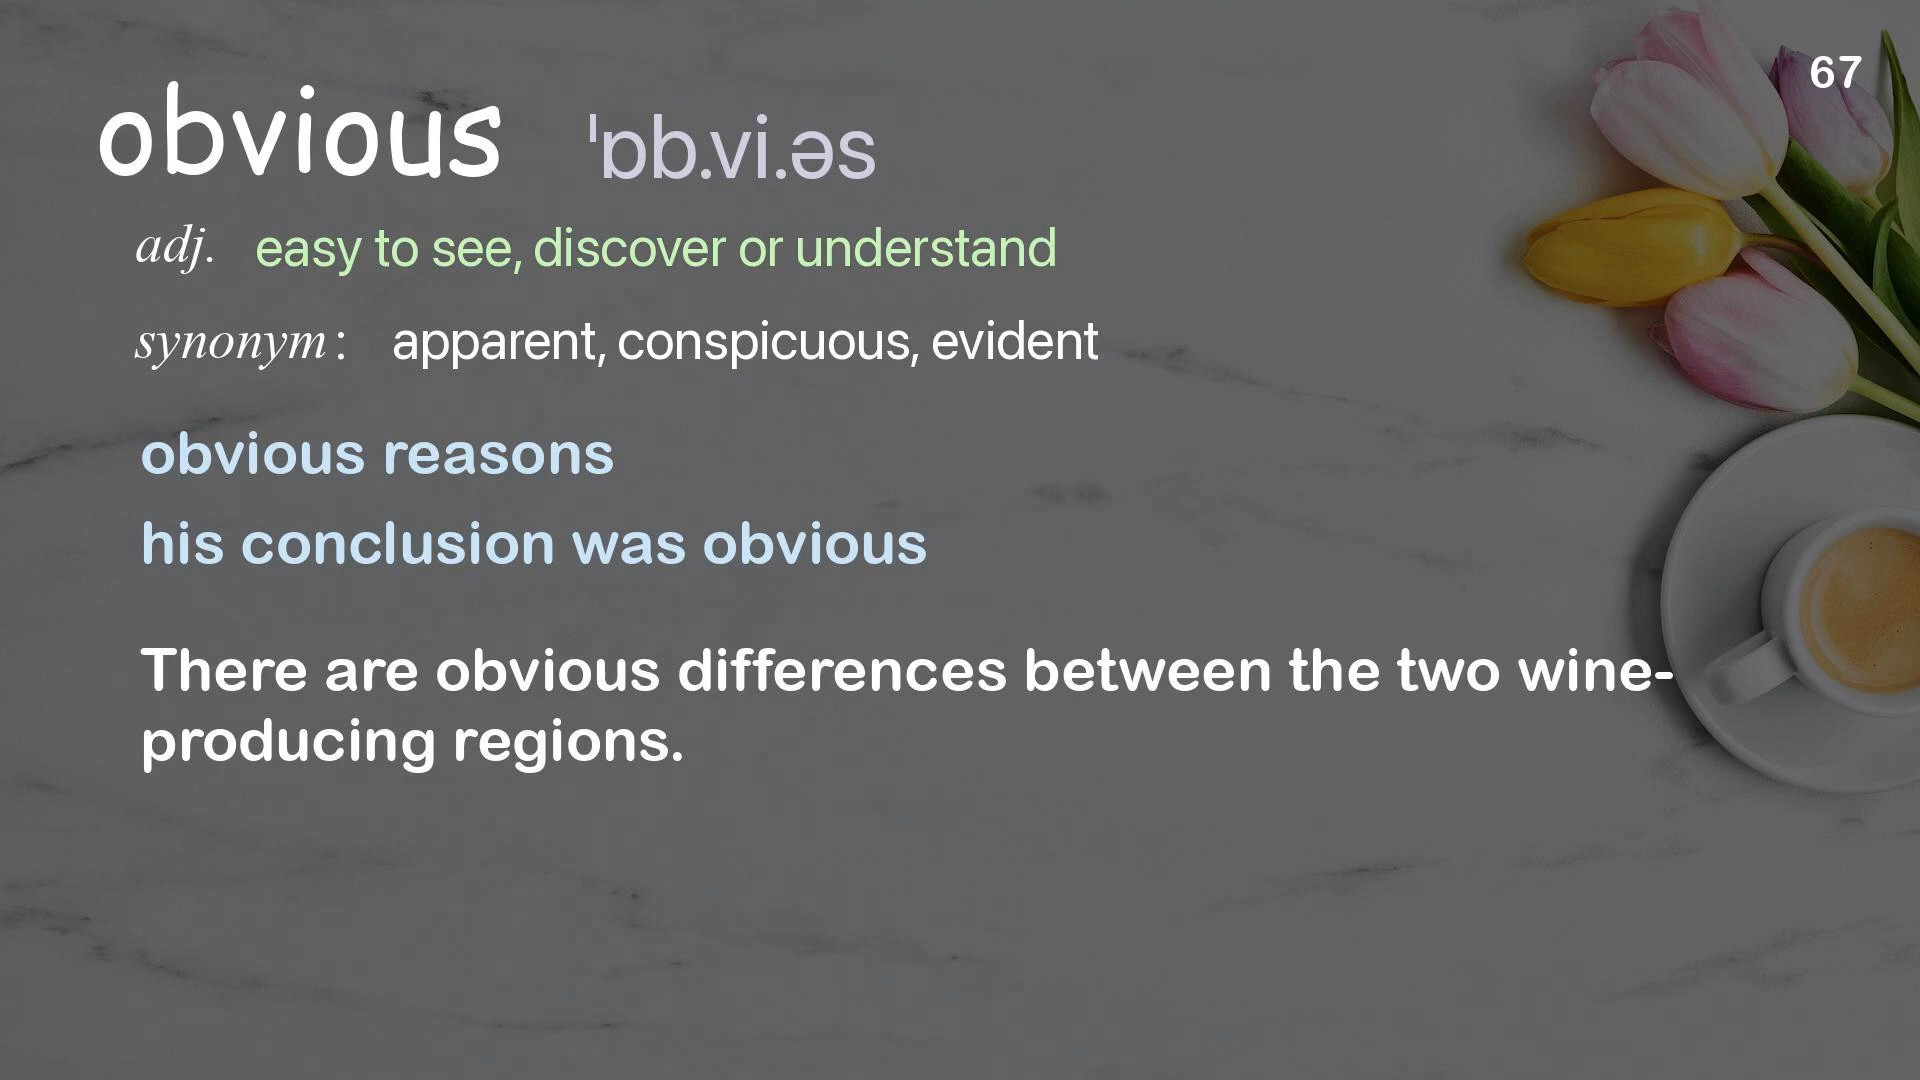 67
obvious ˈɒb.vi.əs
adj. easy to see, discover or understand
synonym : apparent, conspicuous, evident
obvious reasons
his conclusion was obvious
There are obvious differences between the two wine-
producing regions.